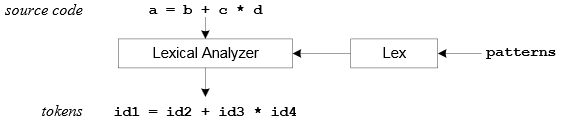 source code a = b + c * d
Lexical Analyzer Lex patterns
tokens id1 = id2 + id3 * id4